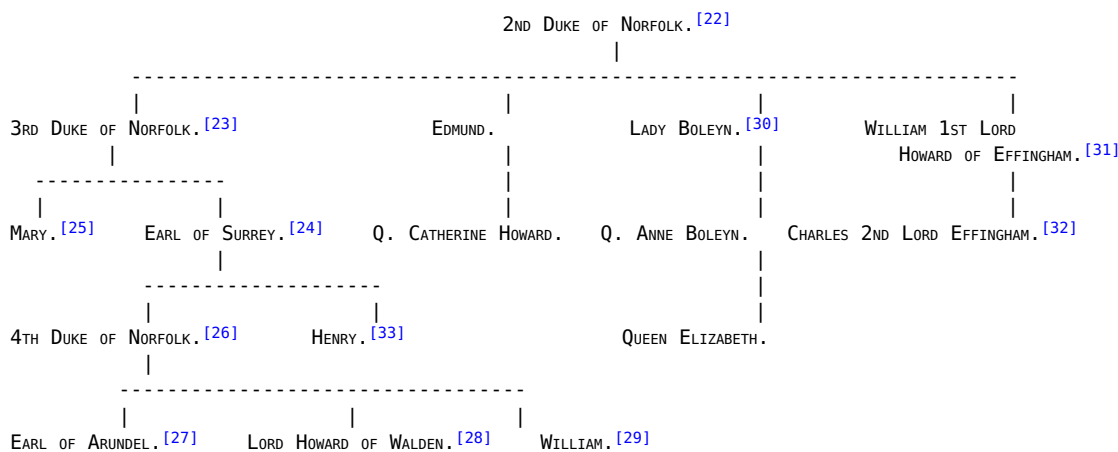 2nd Duke of Norfolk.[22]
3rd Duke of Norfolk.[23] Edmund. Lady Boleyn.[30] William 1st Lord
Howard of Effingham.[31]
Mary.[25] Earl of Surrey.[24] Q. Catherine Howard. Q. Anne Boleyn. Charles 2nd Lord Effingham.[32]
4th Duke of Norfolk.[26] Henry.[33] Queen Elizabeth.
Earl of Arundel.[27] Lord Howard of Walden.[28] William.[29]